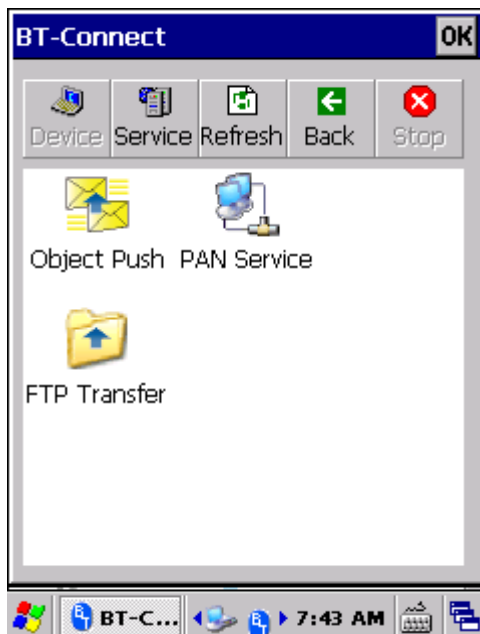 BT-Connect OK
Device Service Refresh Back Stop
Object Push PAN Service
FTP Transfer
BT-C... 7:43 AM